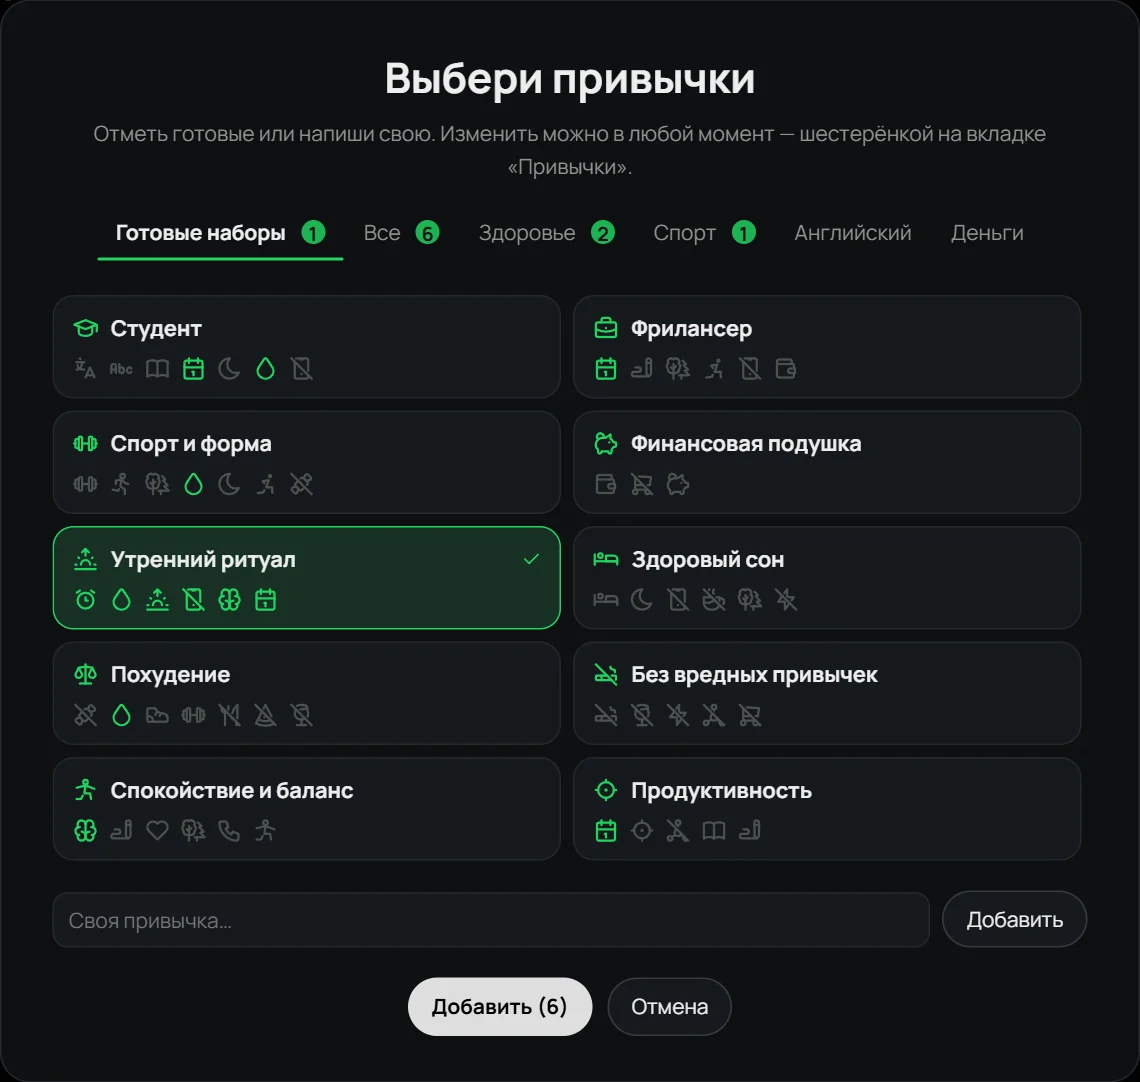 Выбери привычки
Отметь готовые или напиши свою. Изменить можно в любой момент — шестерёнкой на вкладке
«Привычки».
Готовые наборы 1 Все 6 Здоровье 2 Спорт 1 Английский Деньги
Студент
Abc
Фрилансер
Спорт и форма
Финансовая подушка
Утренний ритуал
Здоровый сон
Похудение
Без вредных привычек
Спокойствие и баланс
Продуктивность
Своя привычка...
Добавить
Добавить (6)
Отмена